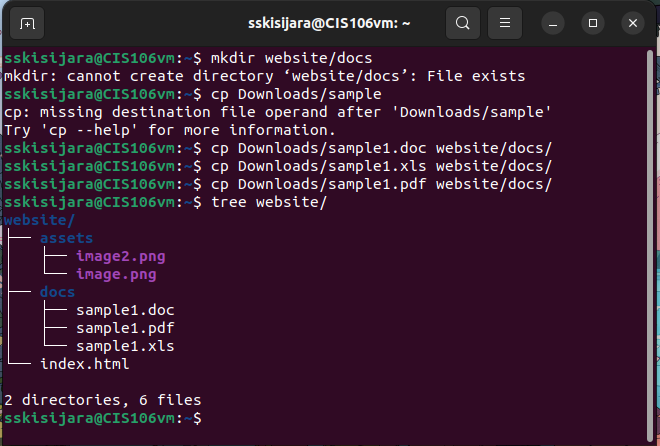 sskisijara@CIS106vm: ~
sskisijara@CIS106vm:~$ mkdir website/docs
mkdir: cannot create directory ‘website/docs’: File exists
sskisijara@CIS106vm:~$ cp Downloads/sample
cp: missing destination file operand after 'Downloads/sample'
Try 'cp --help' for more information.
sskisijara@CIS106vm:~$ cp Downloads/sample1.doc website/docs/
sskisijara@CIS106vm:~$ cp Downloads/sample1.xls website/docs/
sskisijara@CIS106vm:~$ cp Downloads/sample1.pdf website/docs/
sskisijara@CIS106vm:~$ tree website/
website/
├── assets
│   ├── image2.png
│   └── image.png
├── docs
│   ├── sample1.doc
│   ├── sample1.pdf
│   └── sample1.xls
└── index.html
2 directories, 6 files
sskisijara@CIS106vm:~$